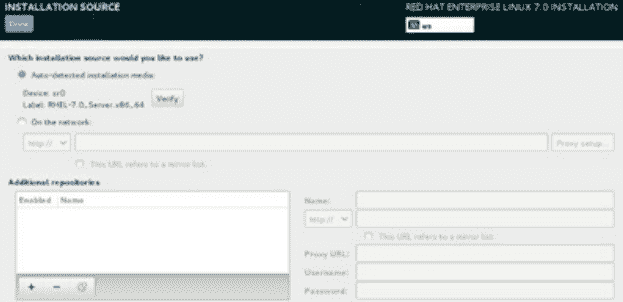 INSTALLATION SOURCE
RED HAT ENTERPRISE LINUX 7.0 INSTALLATION
Done
us
Which installation source would you like to use?
Auto-detected installation media:
Device: sr0
Label: RHEL-7.0_Server.x86_64
Verify
On the network:
http://
Proxy setup...
This URL refers to a mirror list.
Additional repositories
Enabled Name
Name:
http://
This URL refers to a mirror list.
Proxy URL:
Username:
Password: